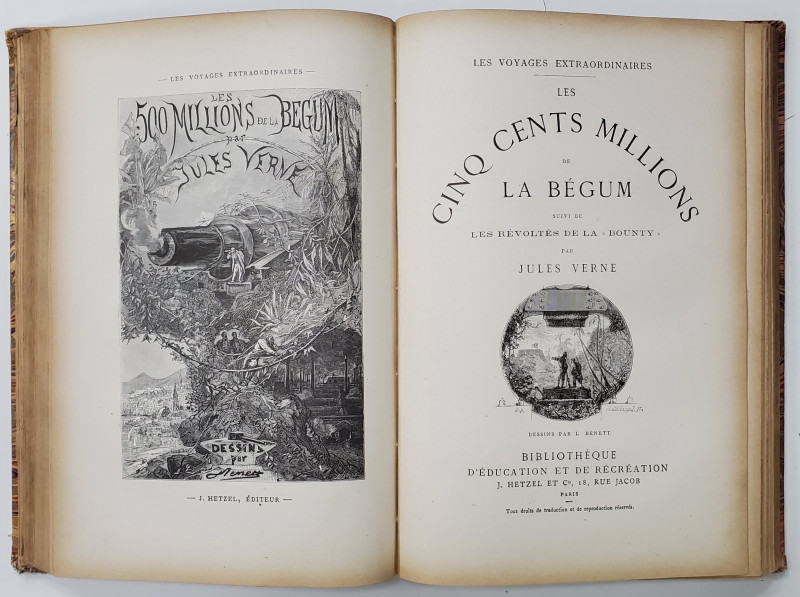 — LES VOYAGES EXTRAORDINAIRES —
LES
500 MILLIONS DE LA BEGUM
par
JULES VERNE
DESSINS
par
Benett
— J. HETZEL, ÉDITEUR —
LES VOYAGES EXTRAORDINAIRES
LES
CINQ CENTS MILLIONS
DE
LA BÉGUM
SUIVI DE
LES RÉVOLTÉS DE LA « BOUNTY »
PAR
JULES VERNE
DESSINS PAR L. BENETT
BIBLIOTHÈQUE
D'ÉDUCATION ET DE RÉCRÉATION
J. HETZEL ET Cie, 18, RUE JACOB
PARIS
Tous droits de traduction et de reproduction réservés.